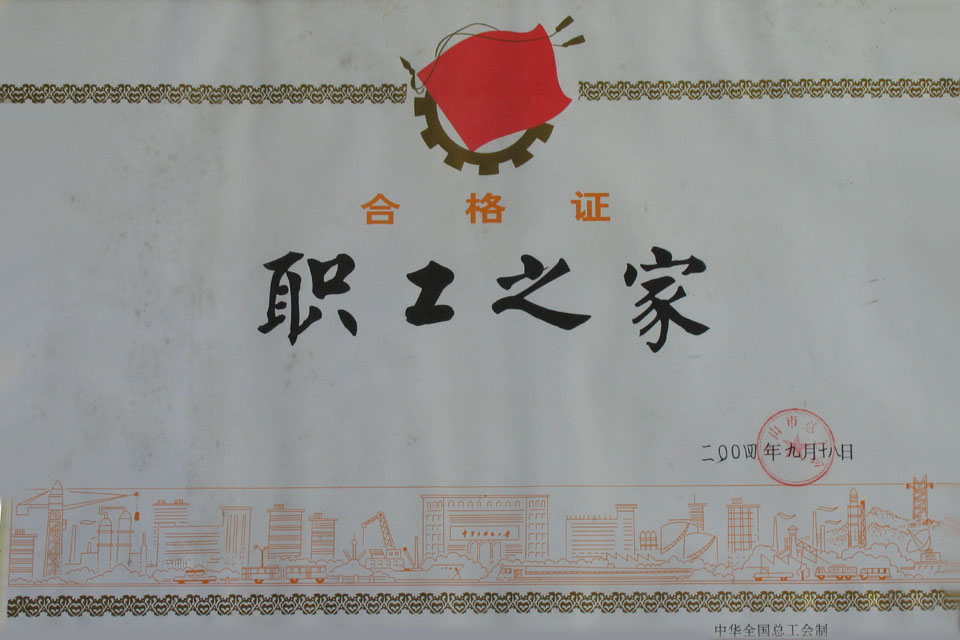 合格证
职工之家
二〇〇四年九月十八日
中华全国总工会制